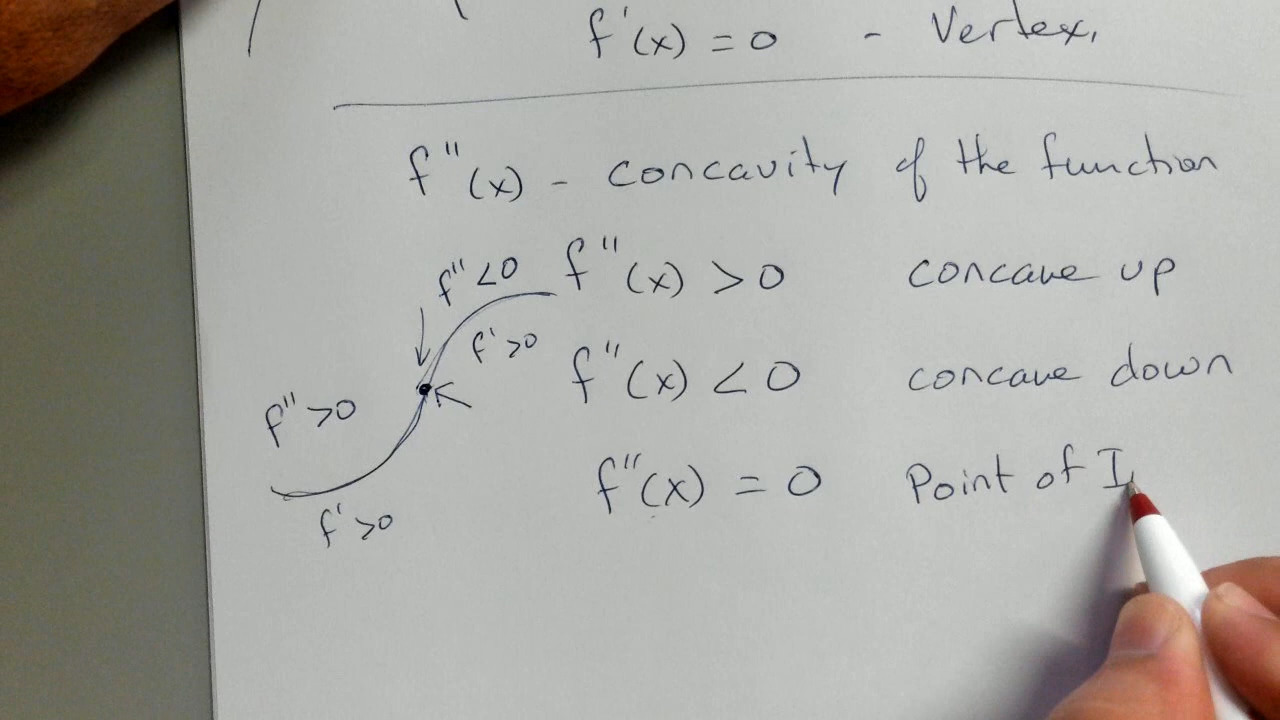 f'(x) = 0 - Vertex,
f''(x) - concavity of the function
f'' < 0
f''(x) > 0 concave up
f' > 0
f''(x) < 0 concave down
f'' > 0
f''(x) = 0 Point of I
f' > 0